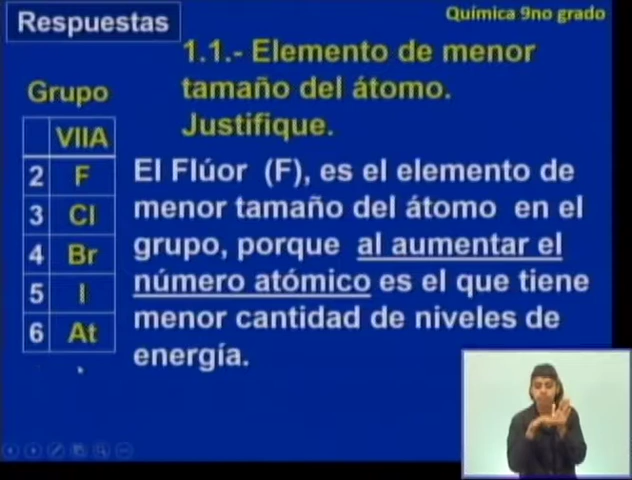 Respuestas
Química 9no grado
1.1.- Elemento de menor
tamaño del átomo.
Justifique.
Grupo
VIIA
2 F
3 Cl
4 Br
5 I
6 At
El Flúor (F), es el elemento de
menor tamaño del átomo en el
grupo, porque al aumentar el
número atómico es el que tiene
menor cantidad de niveles de
energía.